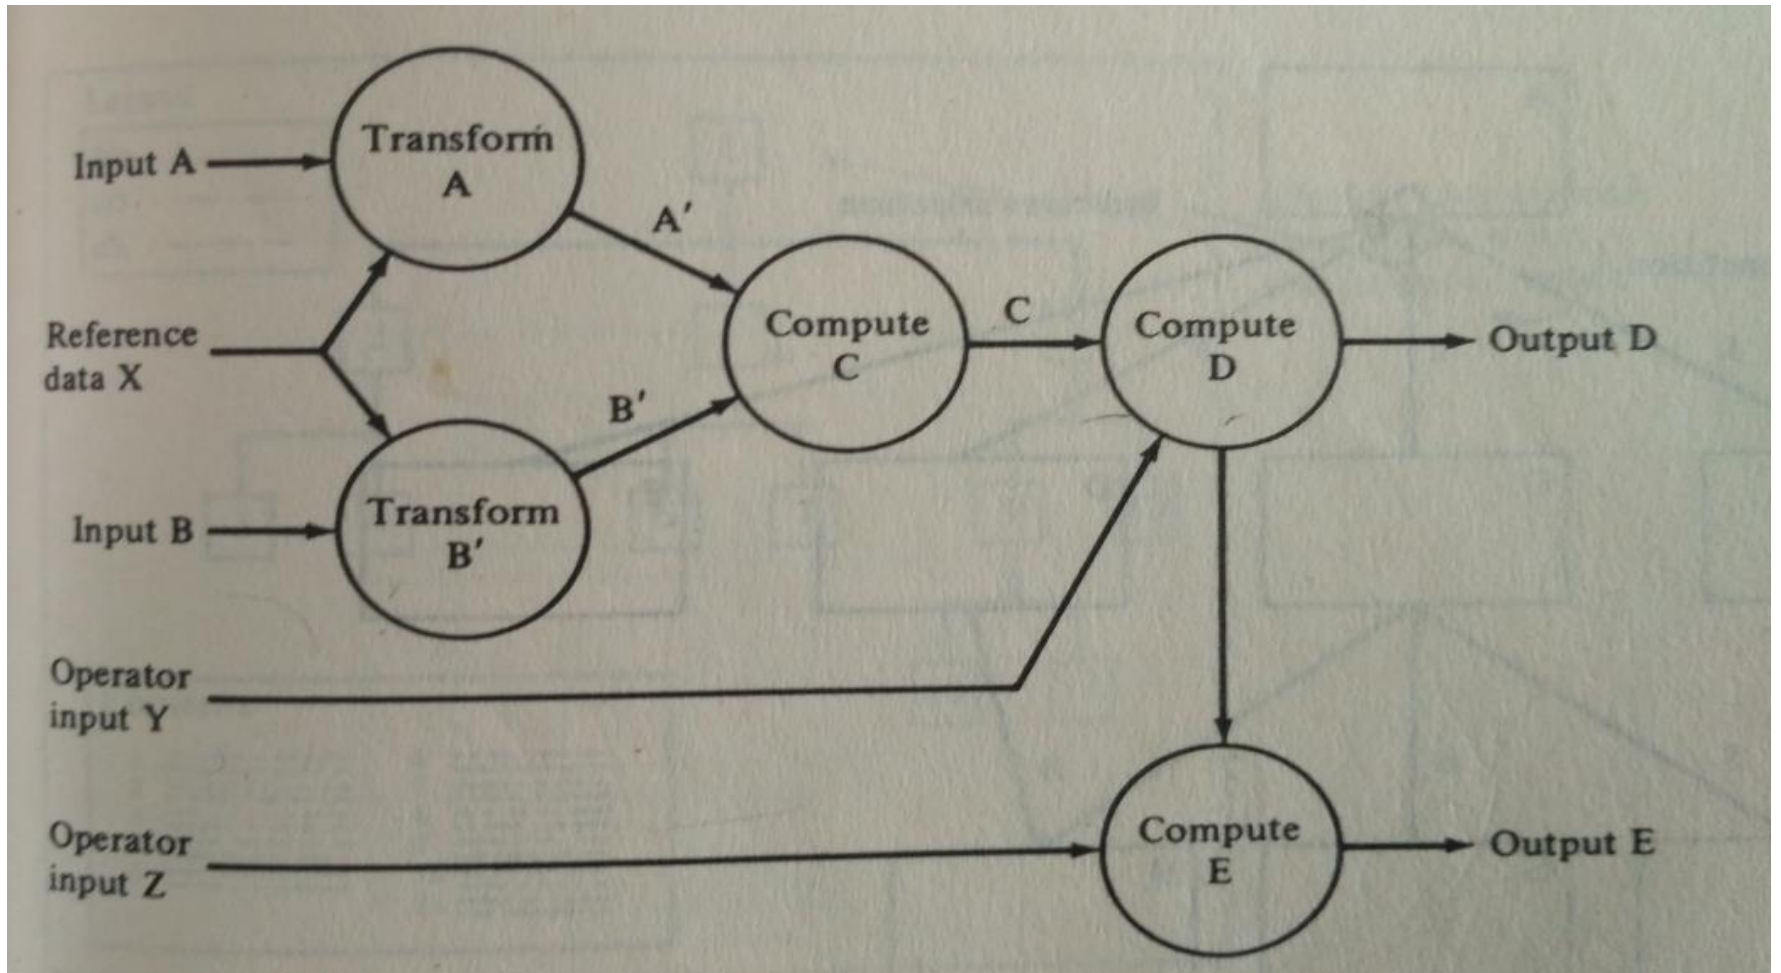 Transform
A
Input A
A′
Reference
data X
Compute
C
C
Compute
D
Output D
B′
Input B
Transform
B′
Operator
input Y
Operator
input Z
Compute
E
Output E